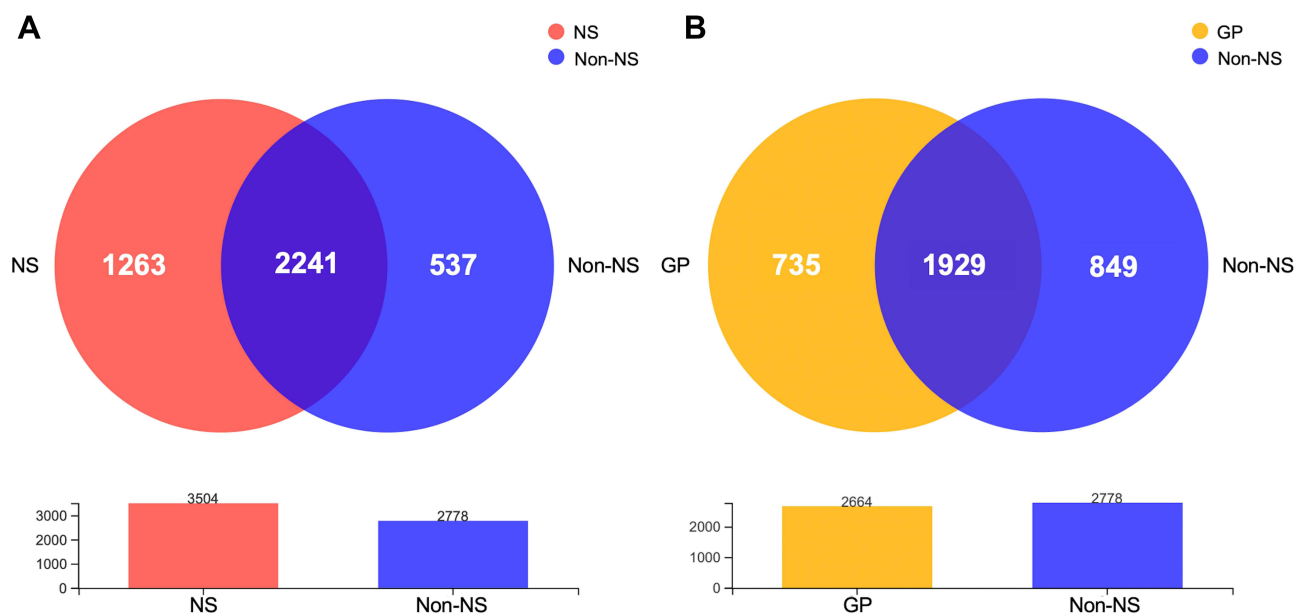 A
NS
Non-NS
NS
1263
2241
537
Non-NS
3504
2778
3000
2000
1000
0
NS
Non-NS
B
GP
Non-NS
GP
735
1929
849
Non-NS
2664
2778
2000
1000
0
GP
Non-NS